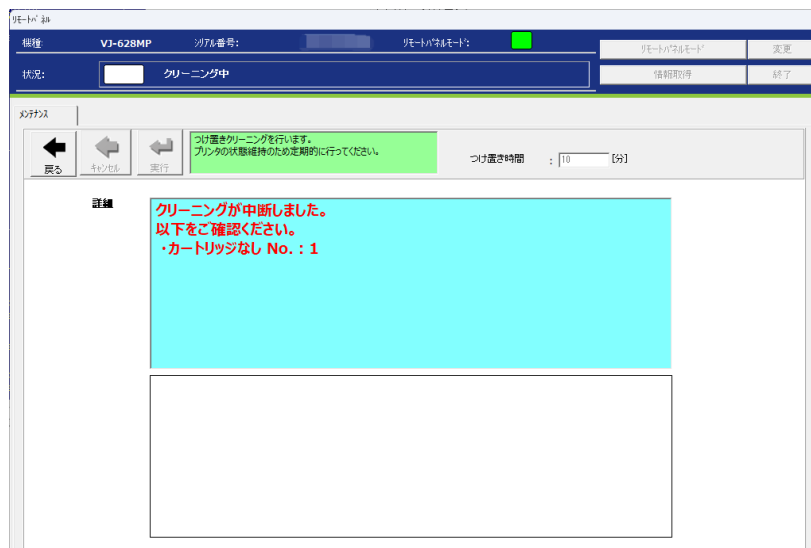 リモートパネル
機種: VJ-628MP シリアル番号: リモートパネルモード:
リモートパネルモード 変更
状況: クリーニング中
情報取得 終了
メンテナンス
戻る キャンセル 実行
つけ置きクリーニングを行います。
プリンタの状態維持のため定期的に行ってください。
つけ置き時間 : 10 [分]
詳細
クリーニングが中断しました。
以下をご確認ください。
・カートリッジなし No. : 1